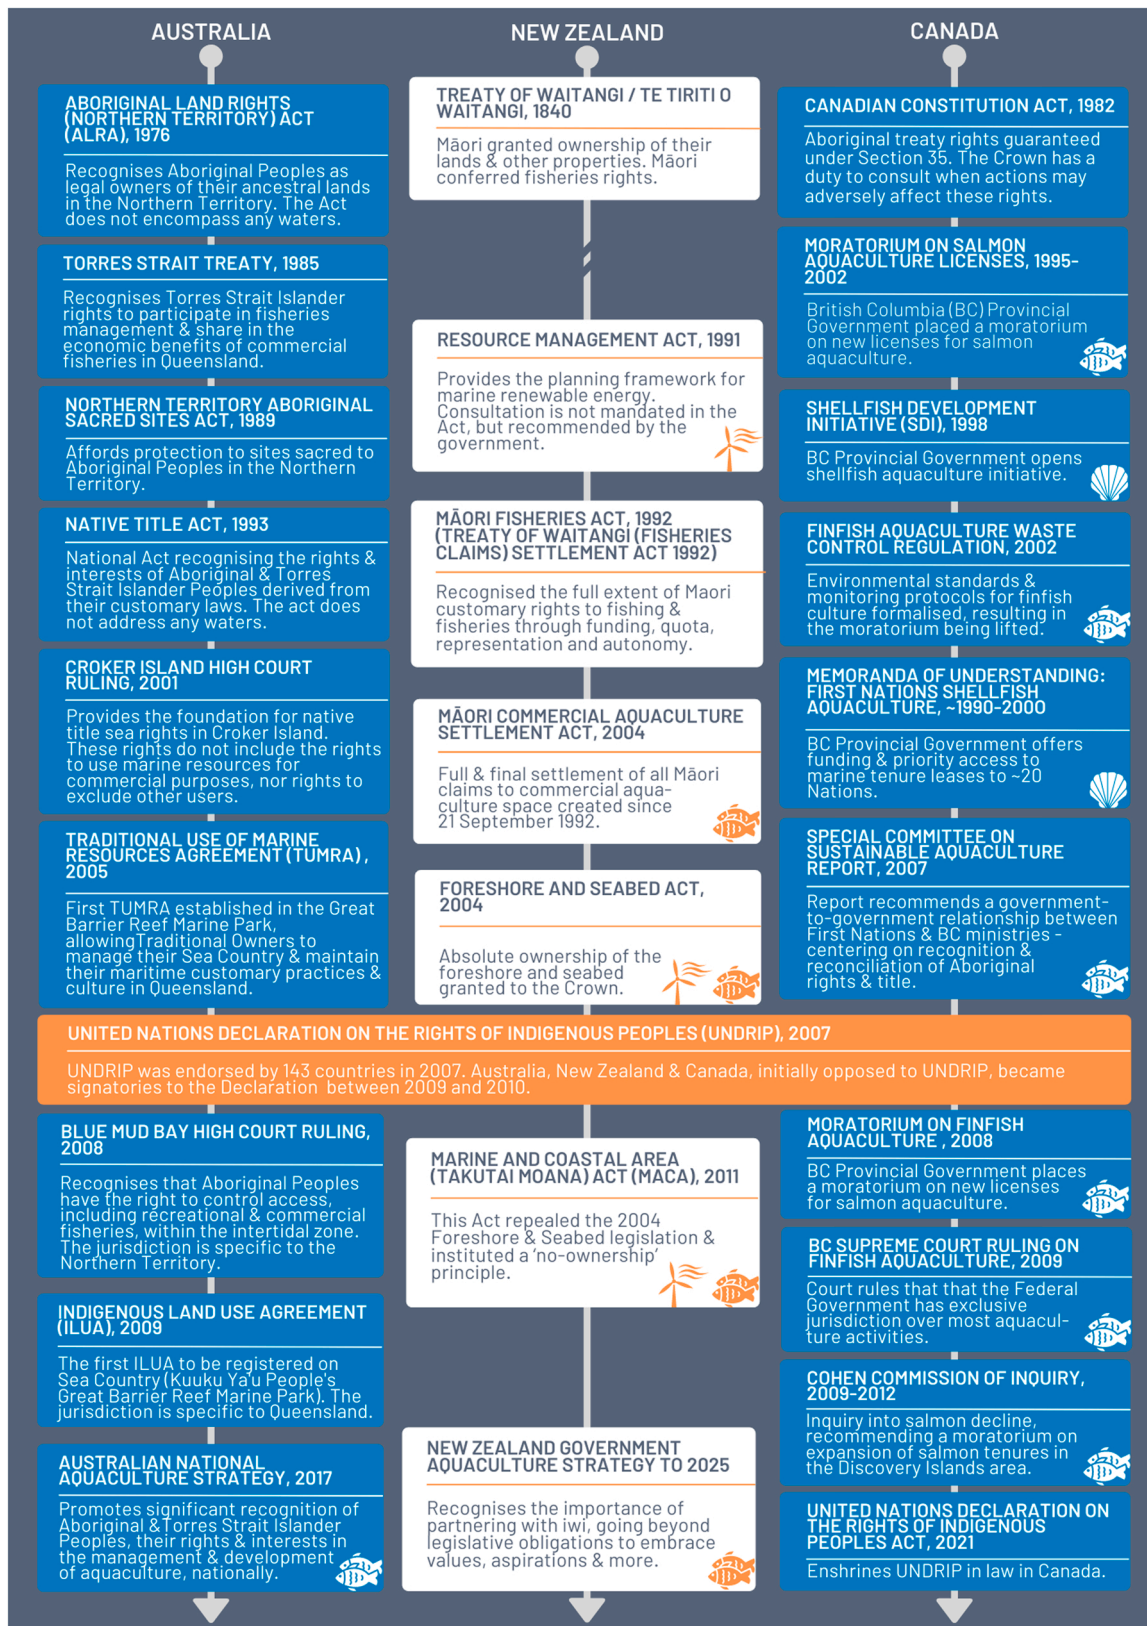 AUSTRALIA
ABORIGINAL LAND RIGHTS
(NORTHERN TERRITORY) ACT
(ALRA), 1976
Recognises Aboriginal Peoples as
legal owners of their ancestral lands
in the Northern Territory. The Act
does not encompass any waters.
TORRES STRAIT TREATY, 1985
Recognises Torres Strait Islander
rights to participate in fisheries
management & share in the
economic benefits of commercial
fisheries in Queensland.
NORTHERN TERRITORY ABORIGINAL
SACRED SITES ACT, 1989
Affords protection to sites sacred to
Aboriginal Peoples in the Northern
Territory.
NATIVE TITLE ACT, 1993
National Act recognising the rights &
interests of Aboriginal & Torres
Strait Islander Peoples derived from
their customary laws. The act does
not address any waters.
CROKER ISLAND HIGH COURT
RULING, 2001
Provides the foundation for native
title sea rights in Croker Island.
These rights do not include the rights
to use marine resources for
commercial purposes, nor rights to
exclude other users.
TRADITIONAL USE OF MARINE
RESOURCES AGREEMENT (TUMRA) ,
2005
First TUMRA established in the Great
Barrier Reef Marine Park,
allowingTraditional Owners to
manage their Sea Country & maintain
their maritime customary practices &
culture in Queensland.
NEW ZEALAND
TREATY OF WAITANGI / TE TIRITI O
WAITANGI, 1840
Māori granted ownership of their
lands & other properties. Māori
conferred fisheries rights.
RESOURCE MANAGEMENT ACT, 1991
Provides the planning framework for
marine renewable energy.
Consultation is not mandated in the
Act, but recommended by the
government.
MĀORI FISHERIES ACT, 1992
(TREATY OF WAITANGI (FISHERIES
CLAIMS) SETTLEMENT ACT 1992)
Recognised the full extent of Maori
customary rights to fishing &
fisheries through funding, quota,
representation and autonomy.
MĀORI COMMERCIAL AQUACULTURE
SETTLEMENT ACT, 2004
Full & final settlement of all Māori
claims to commercial aqua-
culture space created since
21 September 1992.
FORESHORE AND SEABED ACT,
2004
Absolute ownership of the
foreshore and seabed
granted to the Crown.
CANADA
CANADIAN CONSTITUTION ACT, 1982
Aboriginal treaty rights guaranteed
under Section 35. The Crown has a
duty to consult when actions may
adversely affect these rights.
MORATORIUM ON SALMON
AQUACULTURE LICENSES, 1995-
2002
British Columbia (BC) Provincial
Government placed a moratorium
on new licenses for salmon
aquaculture.
SHELLFISH DEVELOPMENT
INITIATIVE (SDI), 1998
BC Provincial Government opens
shellfish aquaculture initiative.
FINFISH AQUACULTURE WASTE
CONTROL REGULATION, 2002
Environmental standards &
monitoring protocols for finfish
culture formalised, resulting in
the moratorium being lifted.
MEMORANDA OF UNDERSTANDING:
FIRST NATIONS SHELLFISH
AQUACULTURE, ~1990-2000
BC Provincial Government offers
funding & priority access to
marine tenure leases to ~20
Nations.
SPECIAL COMMITTEE ON
SUSTAINABLE AQUACULTURE
REPORT, 2007
Report recommends a government-
to-government relationship between
First Nations & BC ministries -
centering on recognition &
reconciliation of Aboriginal
rights & title.
UNITED NATIONS DECLARATION ON THE RIGHTS OF INDIGENOUS PEOPLES (UNDRIP), 2007
UNDRIP was endorsed by 143 countries in 2007. Australia, New Zealand & Canada, initially opposed to UNDRIP, became
signatories to the Declaration between 2009 and 2010.
BLUE MUD BAY HIGH COURT RULING,
2008
Recognises that Aboriginal Peoples
have the right to control access,
including recreational & commercial
fisheries, within the intertidal zone.
The jurisdiction is specific to the
Northern Territory.
INDIGENOUS LAND USE AGREEMENT
(ILUA), 2009
The first ILUA to be registered on
Sea Country (Kuuku Ya'u People's
Great Barrier Reef Marine Park). The
jurisdiction is specific to Queensland.
AUSTRALIAN NATIONAL
AQUACULTURE STRATEGY, 2017
Promotes significant recognition of
Aboriginal &Torres Strait Islander
Peoples, their rights & interests in
the management & development
of aquaculture, nationally.
MARINE AND COASTAL AREA
(TAKUTAI MOANA) ACT (MACA), 2011
This Act repealed the 2004
Foreshore & Seabed legislation &
instituted a 'no-ownership'
principle.
NEW ZEALAND GOVERNMENT
AQUACULTURE STRATEGY TO 2025
Recognises the importance of
partnering with iwi, going beyond
legislative obligations to embrace
values, aspirations & more.
MORATORIUM ON FINFISH
AQUACULTURE , 2008
BC Provincial Government places
a moratorium on new licenses
for salmon aquaculture.
BC SUPREME COURT RULING ON
FINFISH AQUACULTURE, 2009
Court rules that that the Federal
Government has exclusive
jurisdiction over most aquacul-
ture activities.
COHEN COMMISSION OF INQUIRY,
2009-2012
Inquiry into salmon decline,
recommending a moratorium on
expansion of salmon tenures in
the Discovery Islands area.
UNITED NATIONS DECLARATION ON
THE RIGHTS OF INDIGENOUS
PEOPLES ACT, 2021
Enshrines UNDRIP in law in Canada.